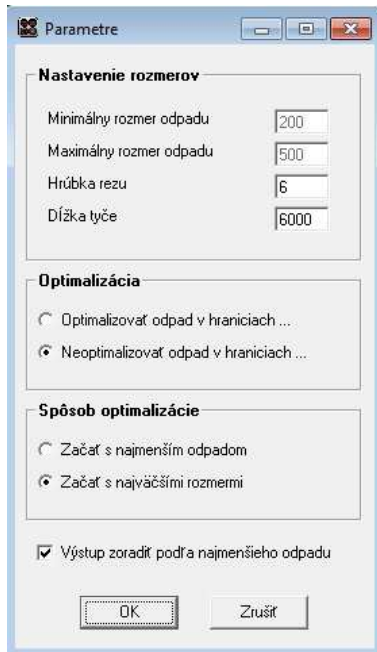 Parametre
Nastavenie rozmerov
Minimálny rozmer odpadu 200
Maximálny rozmer odpadu 500
Hrúbka rezu 6
Dĺžka tyče 6000
Optimalizácia
Optimalizovať odpad v hraniciach ...
Neoptimalizovať odpad v hraniciach ...
Spôsob optimalizácie
Začať s najmenším odpadom
Začať s najväčšími rozmermi
Výstup zoradiť podľa najmenšieho odpadu
OK Zrušiť